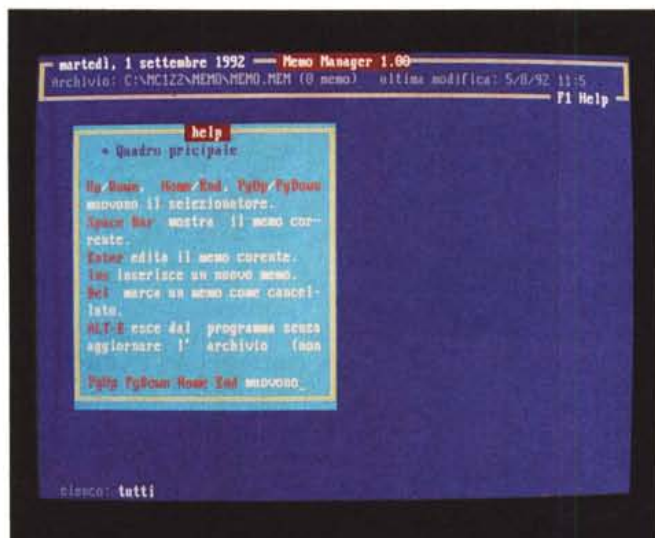 martedì, 1 settembre 1992
Memo Manager 1.00
Archivio: C:\MC122\MEMO\MEMO.MEM (0 memo) ultima modifica: 5/8/92 11:5
F1 Help
help
* Quadro pricipale
Up/Down, Home/End, PgUp/PgDown
muovono il selezionatore.
Space Bar mostra il memo cor-
rente.
Enter edita il memo corente.
Ins inserisce un nuovo memo.
Del marca un memo come cancel-
lato.
ALT-E esce dal programma senza
aggiornare l' archivio (non
PgUp PgDown Home End muovono_
elenco: tutti